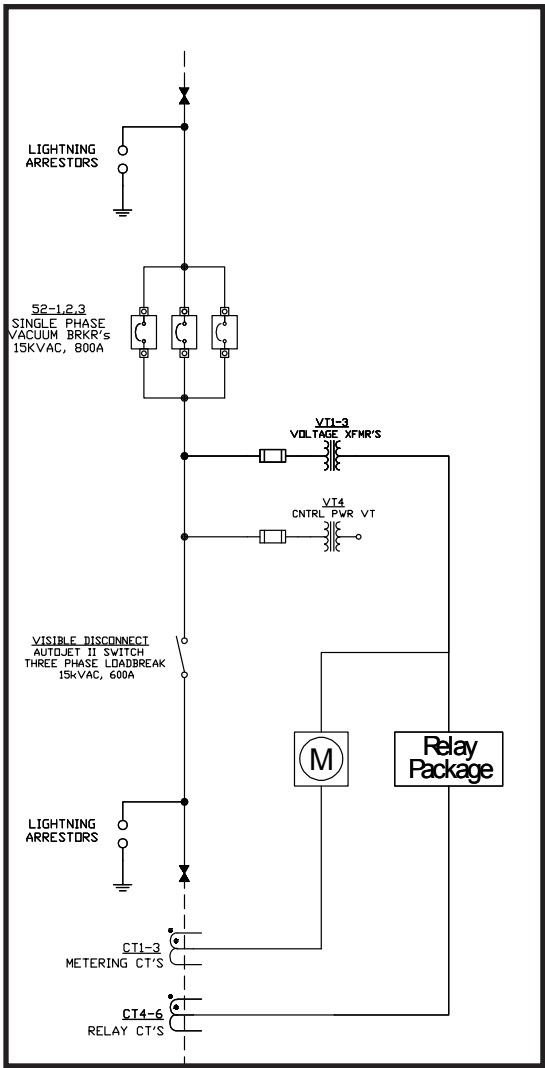 LIGHTNING
ARRESTORS
52-1,2,3
SINGLE PHASE
VACUUM BRKR's
15KVAC, 800A
VT1-3
VOLTAGE XFMR'S
VT4
CNTRL PWR VT
VISIBLE DISCONNECT
AUTOJET II SWITCH
THREE PHASE LOADBREAK
15kVAC, 600A
M
Relay
Package
LIGHTNING
ARRESTORS
CT1-3
METERING CT'S
CT4-6
RELAY CT'S